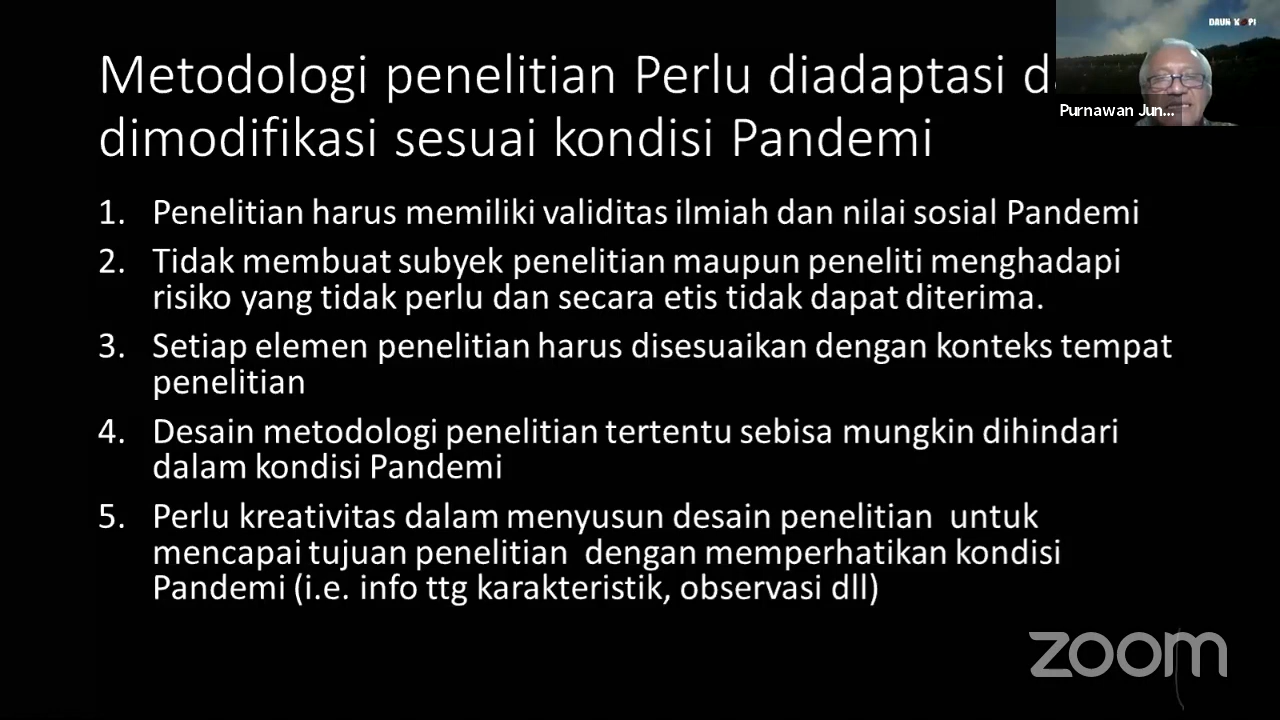 Metodologi penelitian Perlu diadaptasi
dimodifikasi sesuai kondisi Pandemi
DAUN KOPI
Purnawan Jun...
1. Penelitian harus memiliki validitas ilmiah dan nilai sosial Pandemi
2. Tidak membuat subyek penelitian maupun peneliti menghadapi
risiko yang tidak perlu dan secara etis tidak dapat diterima.
3. Setiap elemen penelitian harus disesuaikan dengan konteks tempat
penelitian
4. Desain metodologi penelitian tertentu sebisa mungkin dihindari
dalam kondisi Pandemi
5. Perlu kreativitas dalam menyusun desain penelitian  untuk
mencapai tujuan penelitian  dengan memperhatikan kondisi
Pandemi (i.e. info ttg karakteristik, observasi dll)
zoom